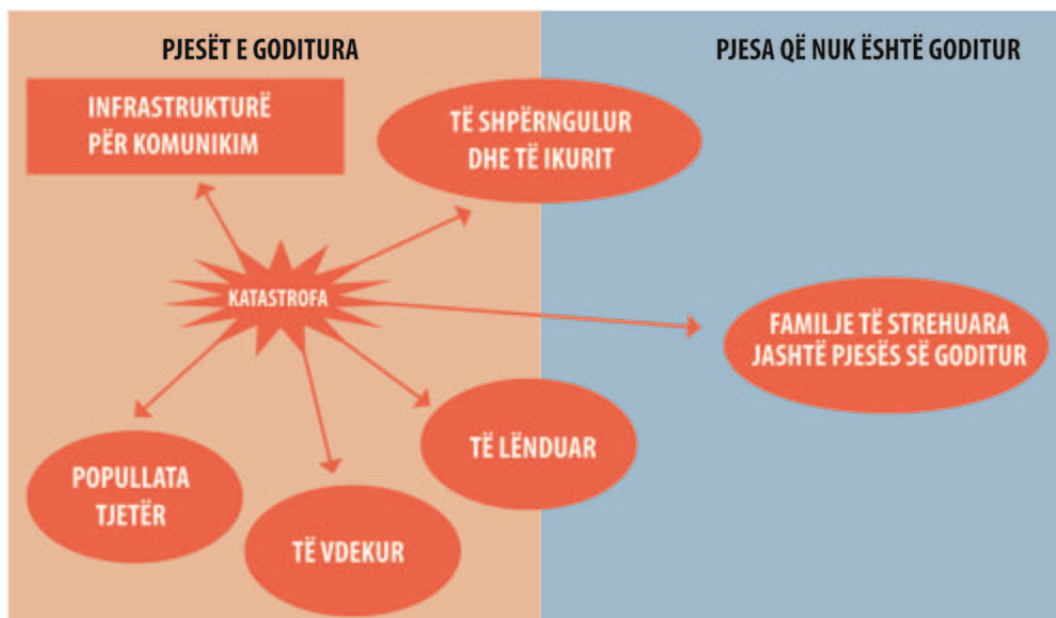 PJESËT E GODITURA
PJESA QË NUK ËSHTË GODITUR
INFRASTRUKTURË
PËR KOMUNIKIM
TË SHPËRNGULUR
DHE TË IKURIT
KATASTROFA
FAMILJE TË STREHUARA
JASHTË PJESËS SË GODITUR
TË LËNDUAR
POPULLATA
TJETËR
TË VDEKUR